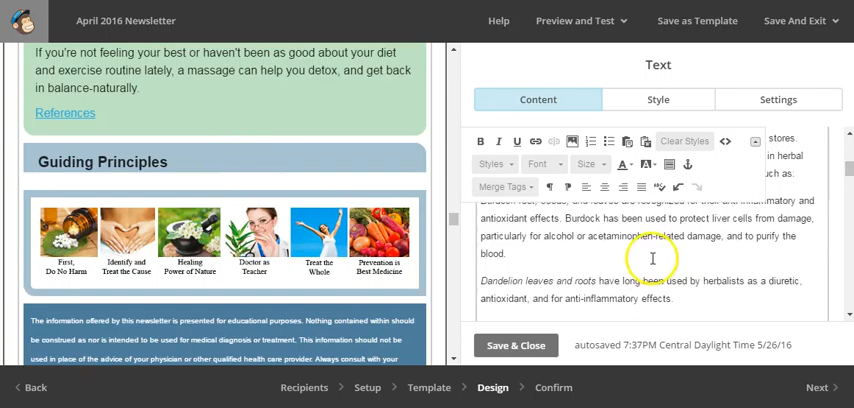 April 2016 Newsletter
Help
Preview and Test
Save as Template
Save And Exit
If you're not feeling your best or haven't been as good about your diet
and exercise routine lately, a massage can help you detox, and get back
in balance-naturally.
References
Guiding Principles
First,
Do No Harm
Identify and
Treat the Cause
Healing
Power of Nature
Doctor as
Teacher
Treat the
Whole
Prevention is
Best Medicine
The information offered by this newsletter is presented for educational purposes. Nothing contained within should
be construed as nor is intended to be used for medical diagnosis or treatment. This information should not be
used in place of the advice of your physician or other qualified health care provider. Always consult with your
Text
Content
Style
Settings
B I U
Clear Styles
Styles
Font
Size
A
A
Merge Tags
stores.
in herbal
such as:
and leaves are recognized for their anti-inflammatory and
antioxidant effects. Burdock has been used to protect liver cells from damage,
particularly for alcohol or acetaminophen-related damage, and to purify the
blood.
Dandelion leaves and roots have long been used by herbalists as a diuretic,
antioxidant, and for anti-inflammatory effects.
Save & Close
autosaved 7:37PM Central Daylight Time 5/26/16
Back
Recipients
Setup
Template
Design
Confirm
Next